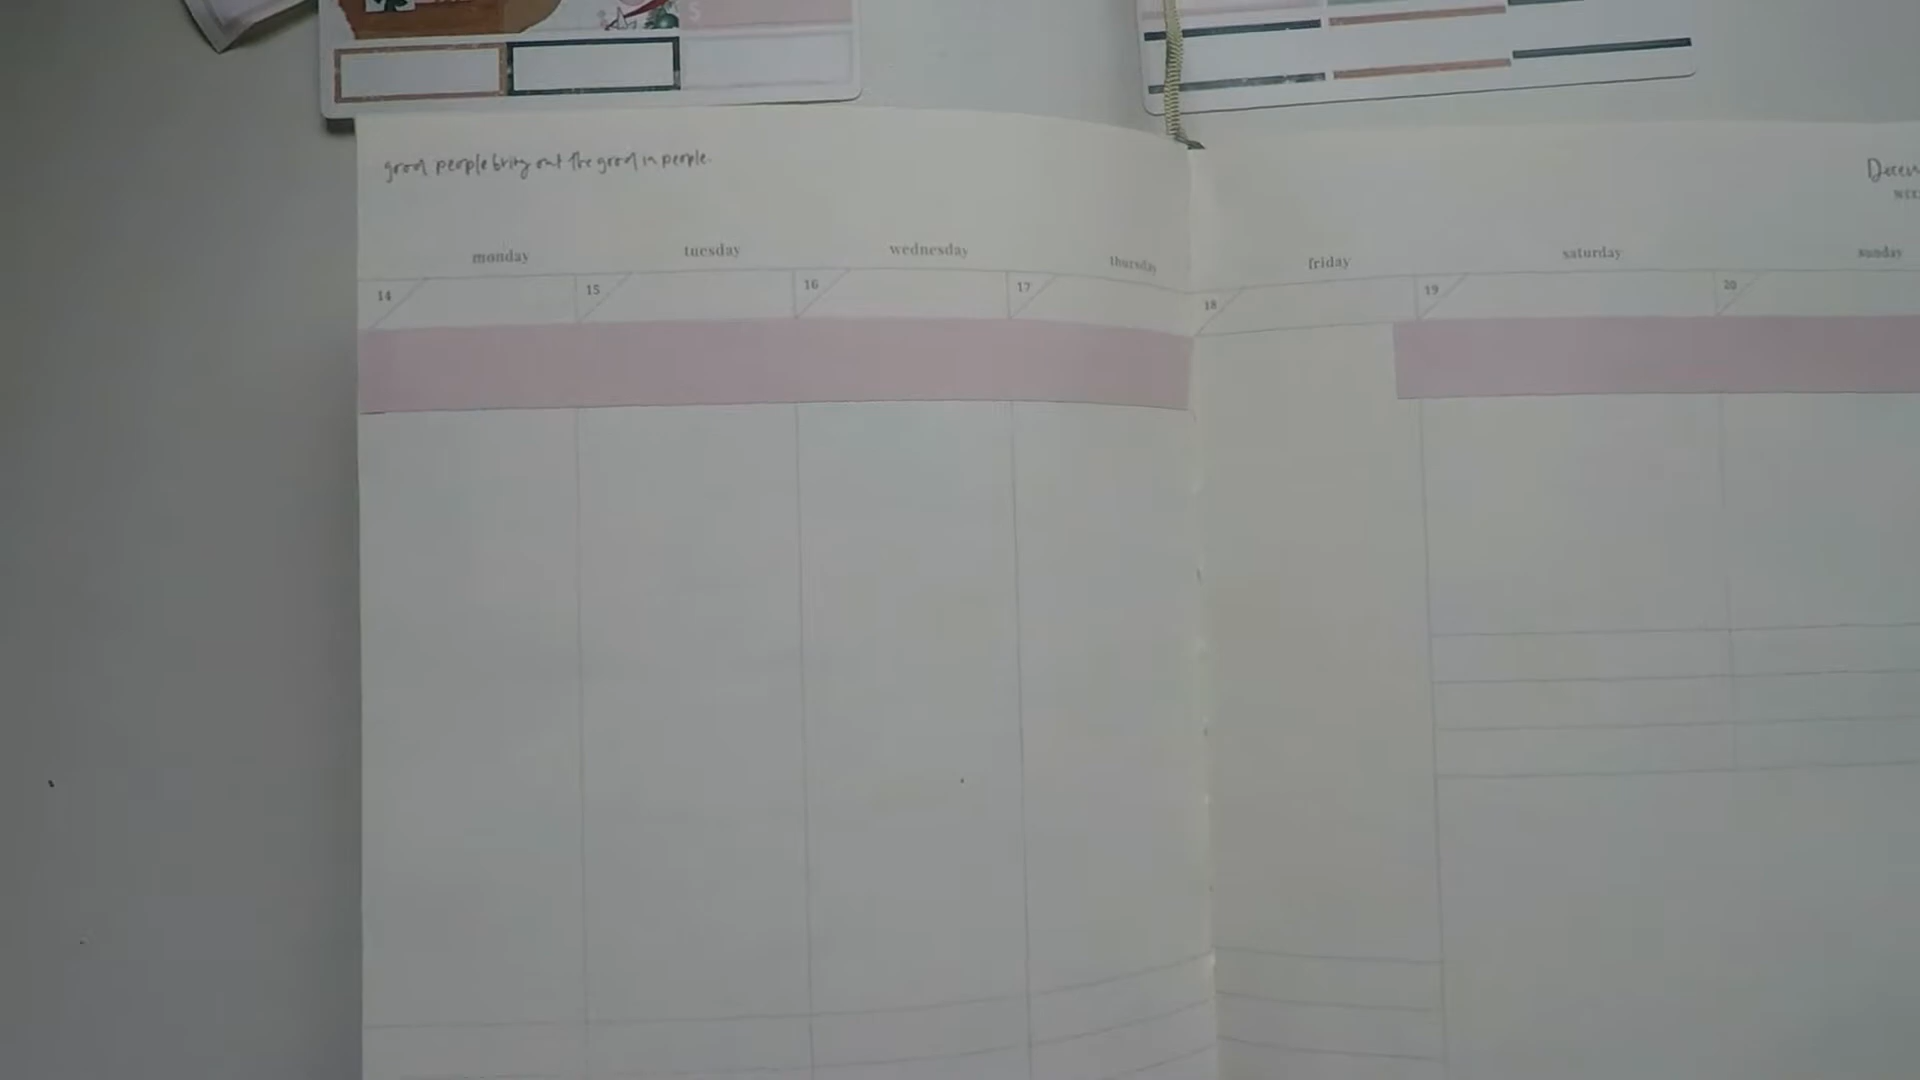 good people bring out the good in people.
Decem
monday tuesday wednesday thursday friday saturday sunday
14 15 16 17 18 19 20